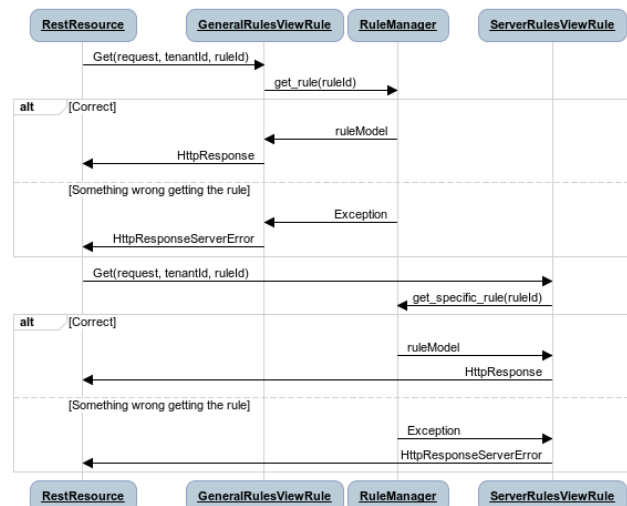 RestResource GeneralRulesViewRule RuleManager ServerRulesViewRule
Get(request, tenantId, ruleId)
get_rule(ruleId)
alt [Correct]
ruleModel
HttpResponse
[Something wrong getting the rule]
Exception
HttpResponseServerError
Get(request, tenantId, ruleId)
get_specific_rule(ruleId)
alt [Correct]
ruleModel
HttpResponse
[Something wrong getting the rule]
Exception
HttpResponseServerError
RestResource GeneralRulesViewRule RuleManager ServerRulesViewRule